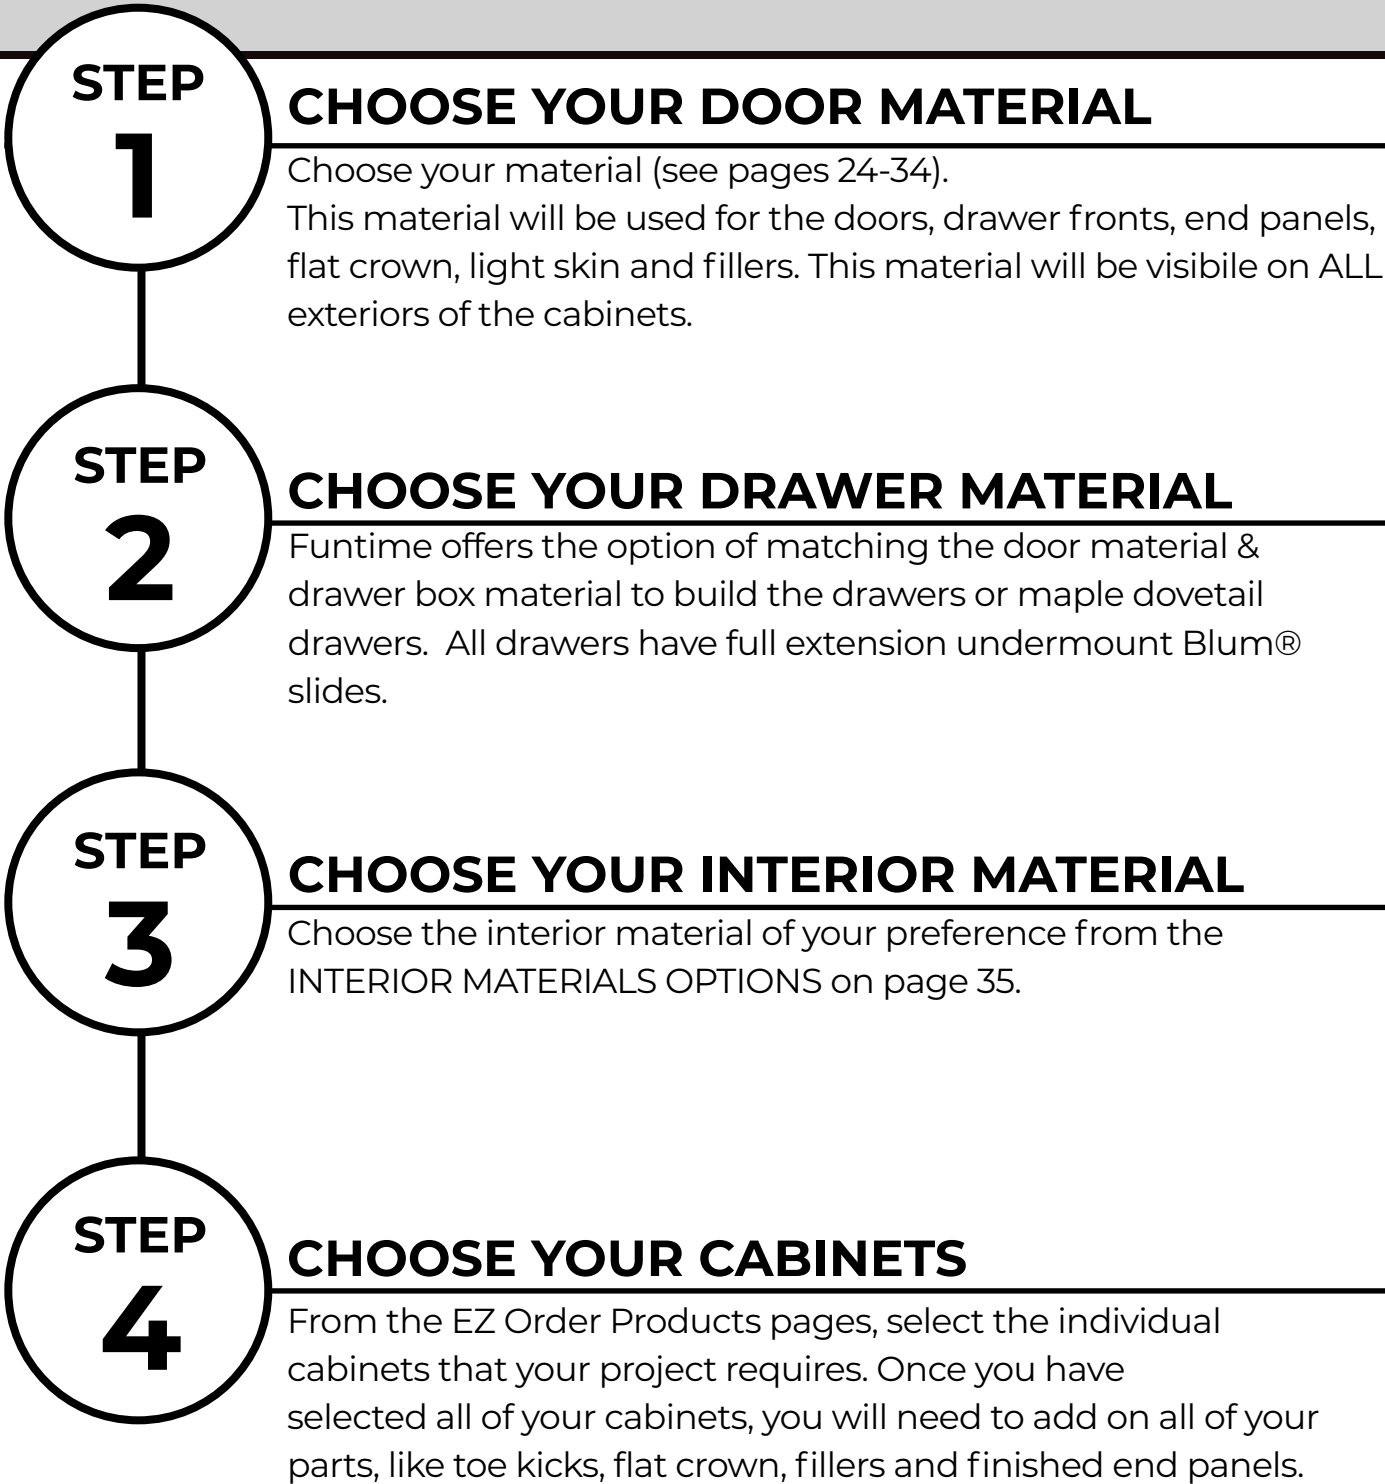 STEP
1
CHOOSE YOUR DOOR MATERIAL
Choose your material (see pages 24-34).
This material will be used for the doors, drawer fronts, end panels,
flat crown, light skin and fillers. This material will be visibile on ALL
exteriors of the cabinets.
STEP
2
CHOOSE YOUR DRAWER MATERIAL
Funtime offers the option of matching the door material &
drawer box material to build the drawers or maple dovetail
drawers.  All drawers have full extension undermount Blum®
slides.
STEP
3
CHOOSE YOUR INTERIOR MATERIAL
Choose the interior material of your preference from the
INTERIOR MATERIALS OPTIONS on page 35.
STEP
4
CHOOSE YOUR CABINETS
From the EZ Order Products pages, select the individual
cabinets that your project requires. Once you have
selected all of your cabinets, you will need to add on all of your
parts, like toe kicks, flat crown, fillers and finished end panels.